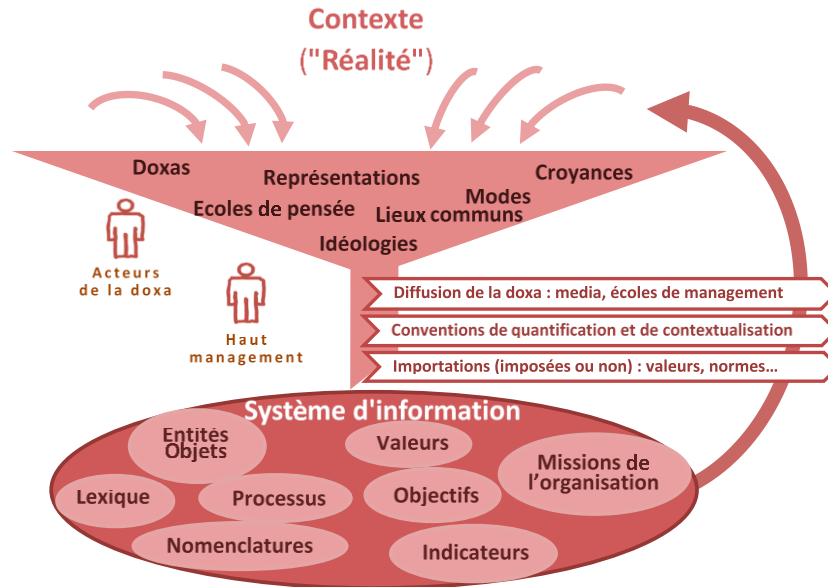 Contexte
("Réalité")
Doxas
Représentations
Croyances
Modes
Ecoles de pensée
Lieux communs
Idéologies
Acteurs
de la doxa
Haut
management
Diffusion de la doxa : media, écoles de management
Conventions de quantification et de contextualisation
Importations (imposées ou non) : valeurs, normes…
Système d'information
Entités
Objets
Valeurs
Missions de
l’organisation
Lexique
Processus
Objectifs
Nomenclatures
Indicateurs